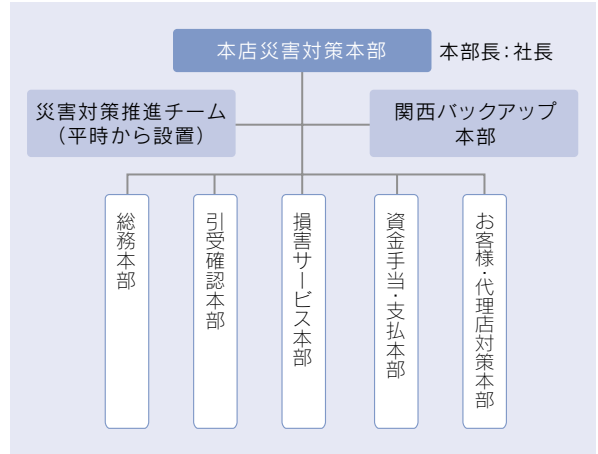 本店災害対策本部
本部長：社長
災害対策推進チーム
（平時から設置）
関西バックアップ
本部
総務本部
引受確認本部
損害サービス本部
資金手当・支払本部
お客様・代理店対策本部